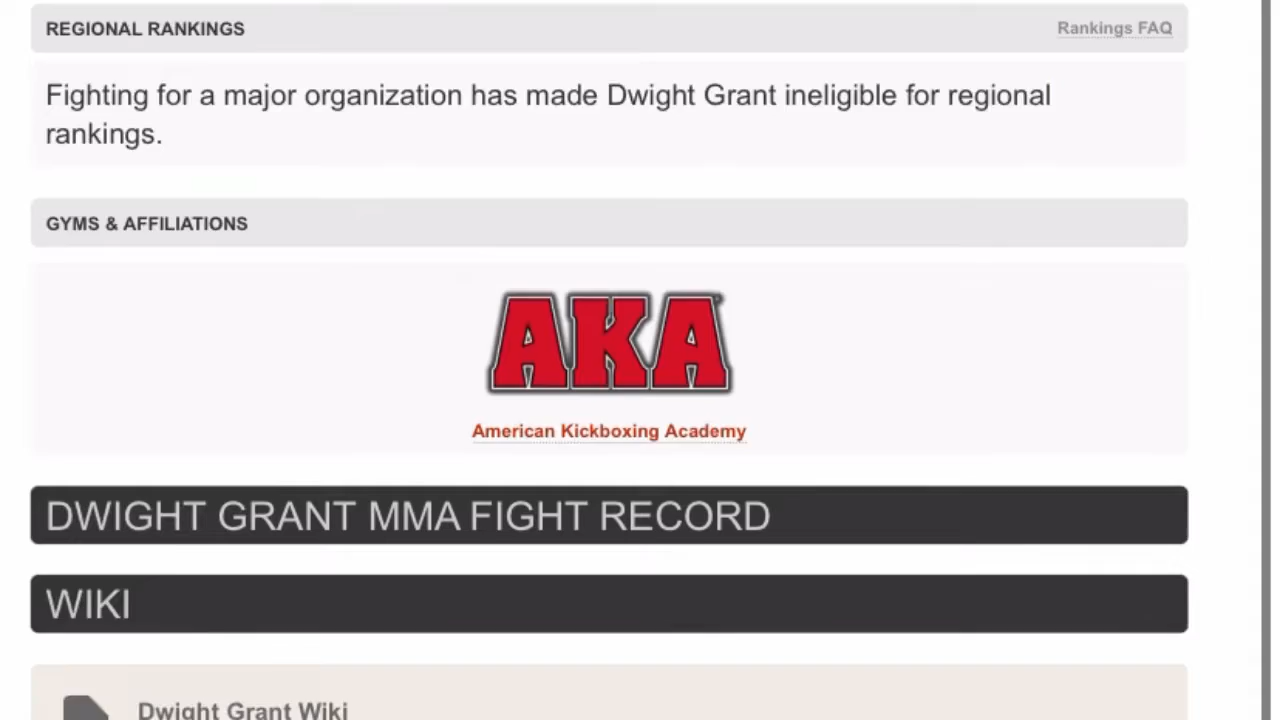 REGIONAL RANKINGS
Rankings FAQ
Fighting for a major organization has made Dwight Grant ineligible for regional
rankings.
GYMS & AFFILIATIONS
AKA
American Kickboxing Academy
DWIGHT GRANT MMA FIGHT RECORD
WIKI
Dwight Grant Wiki